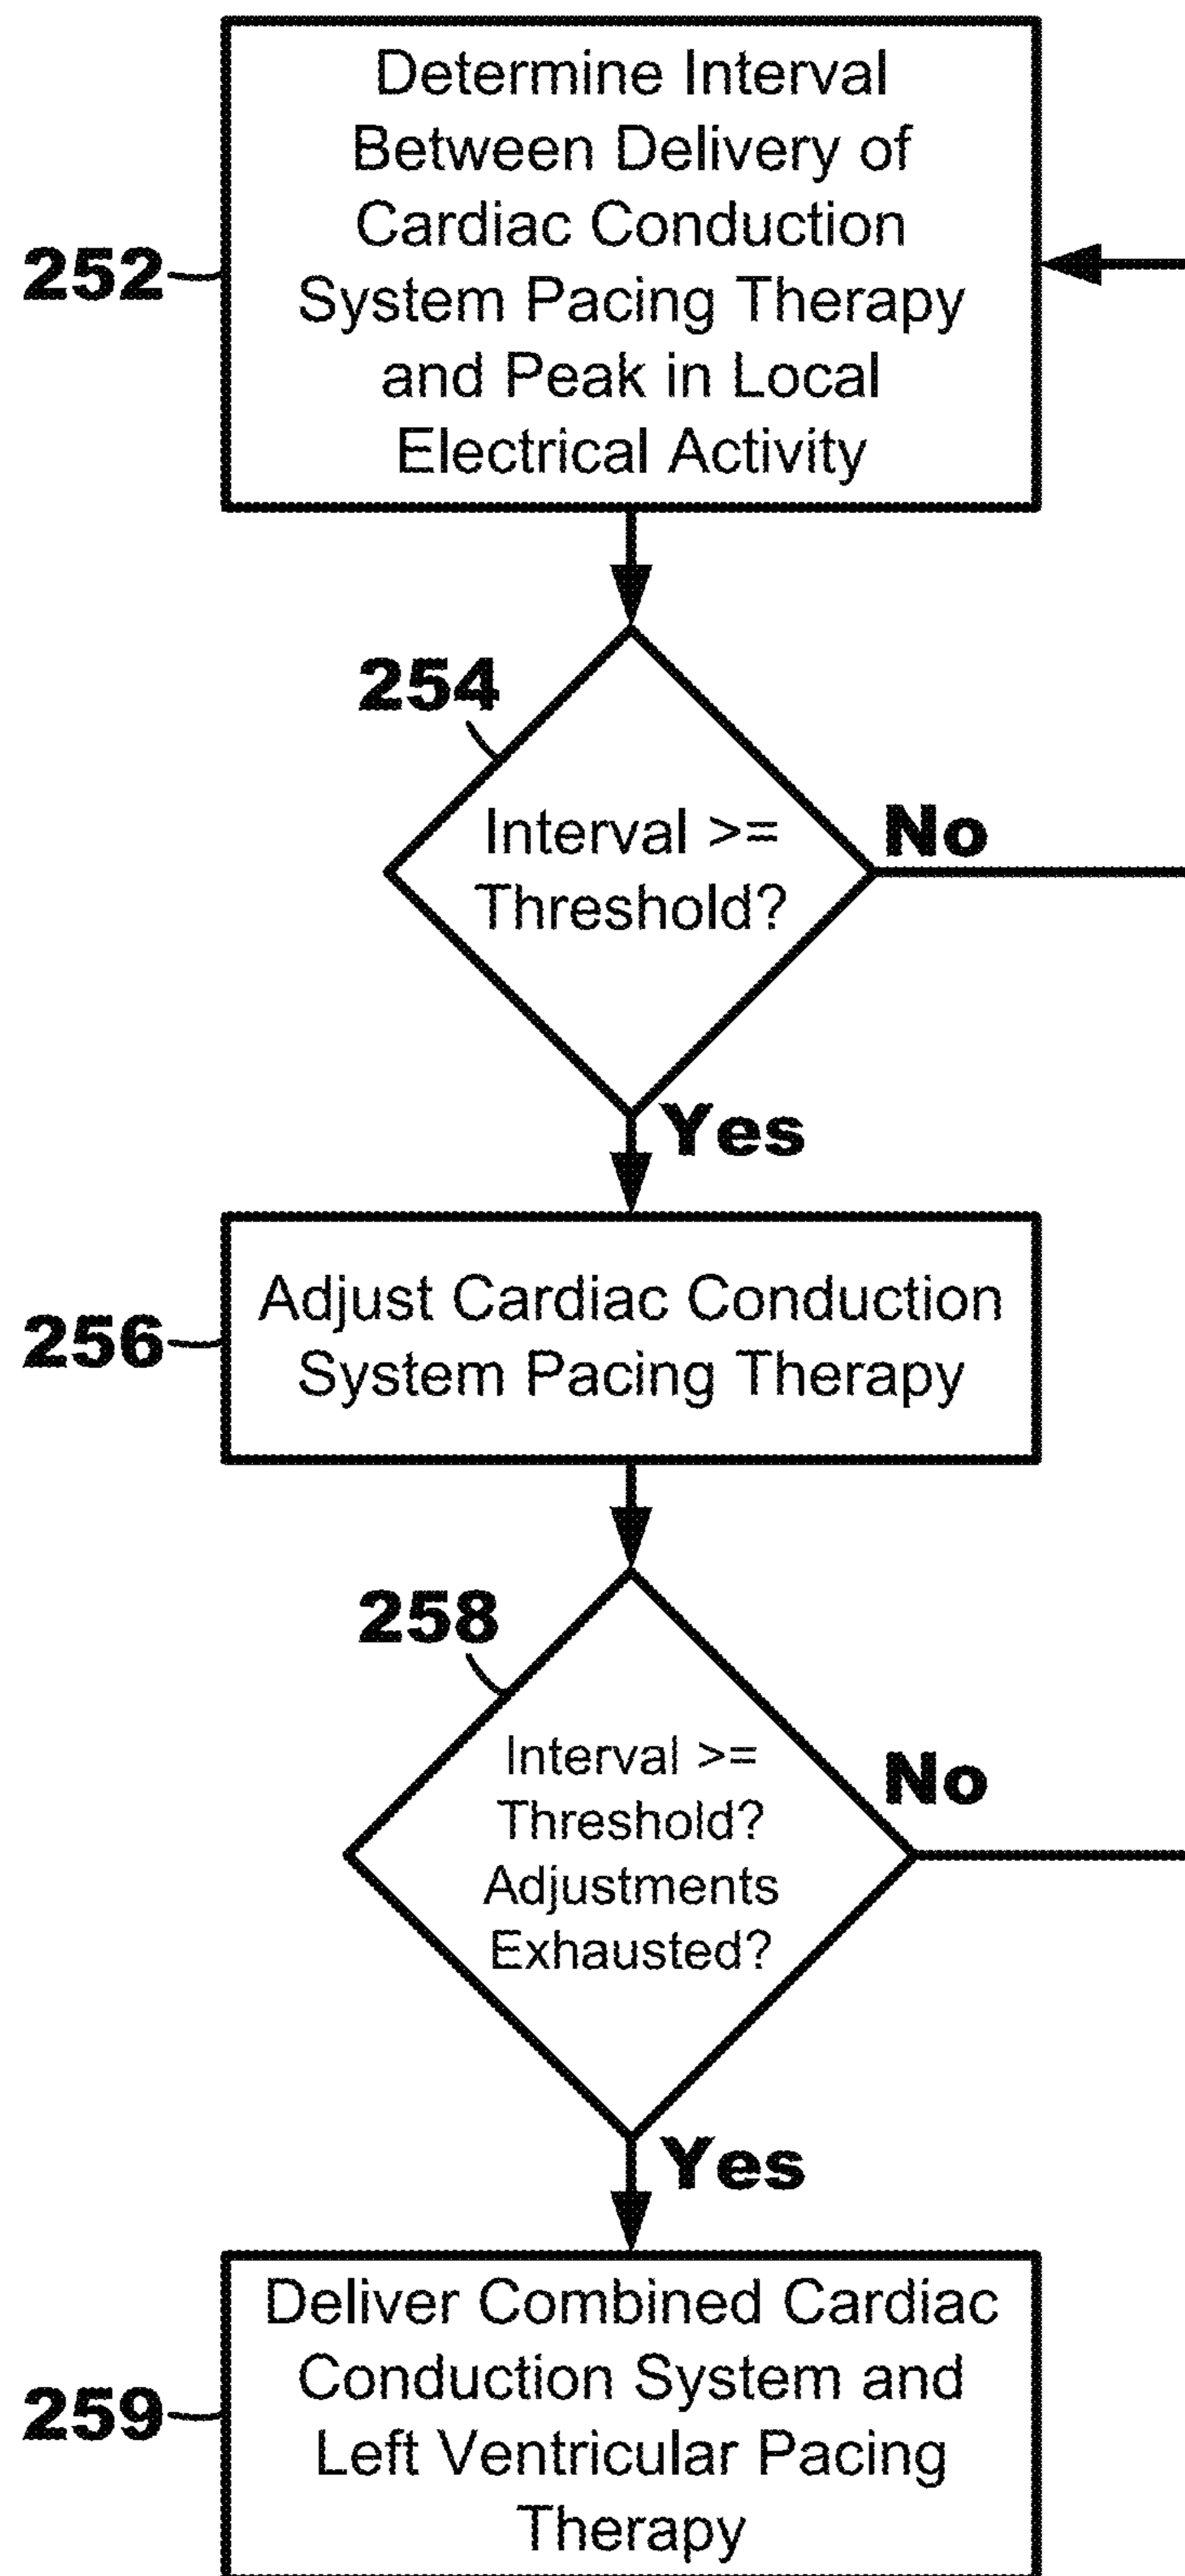 Determine Interval
Between Delivery of
Cardiac Conduction
252
System Pacing Therapy
and Peak in Local
Electrical Activity
254
Interval >=
No
Threshold?
Yes
Adjust Cardiac Conduction
256
System Pacing Therapy
258
Interval >=
No
Threshold?
Adjustments
Exhausted?
Yes
Deliver Combined Cardiac
Conduction System and
259
Left Ventricular Pacing
Therapy